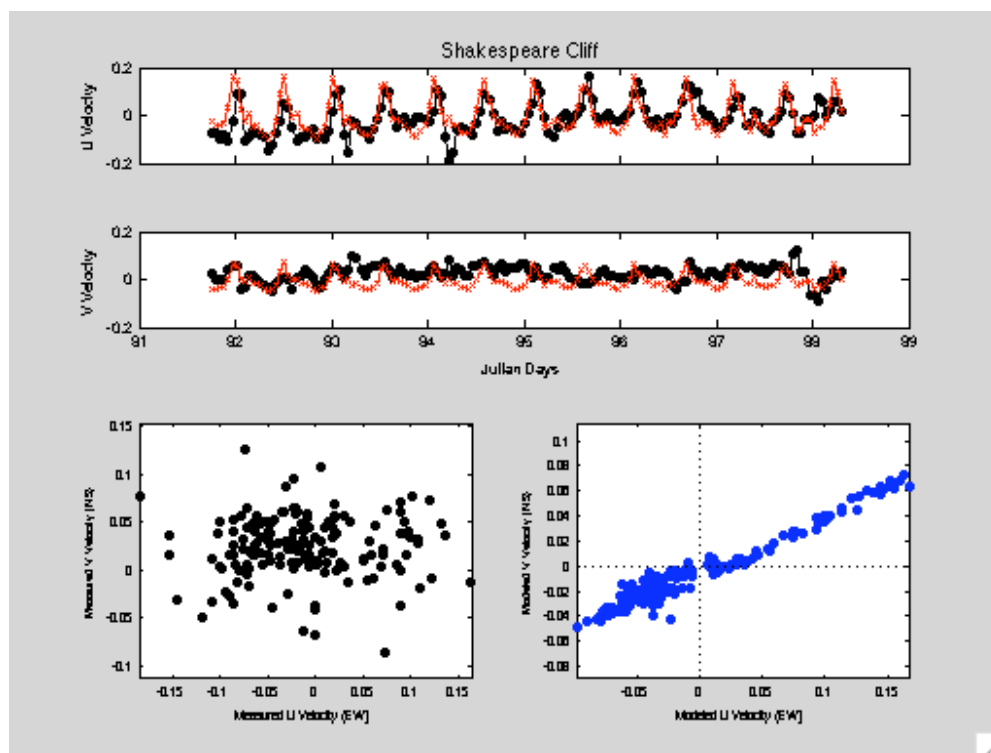 Shakespeare Cliff
0.2
0
-0.2
U Velocity
0.2
0
-0.2
V Velocity
91 92 93 94 95 96 97 98 99
Julian Days
0.15
0.1
0.05
0
-0.05
-0.1
Measured V Velocity (NS)
-0.15 -0.1 -0.05 0 0.05 0.1 0.15
Measured U Velocity (EW)
0.1
0.08
0.06
0.04
0.02
0
-0.02
-0.04
-0.06
-0.08
Modeled V Velocity (NS)
-0.05 0 0.05 0.1 0.15
Modeled U Velocity (EW)